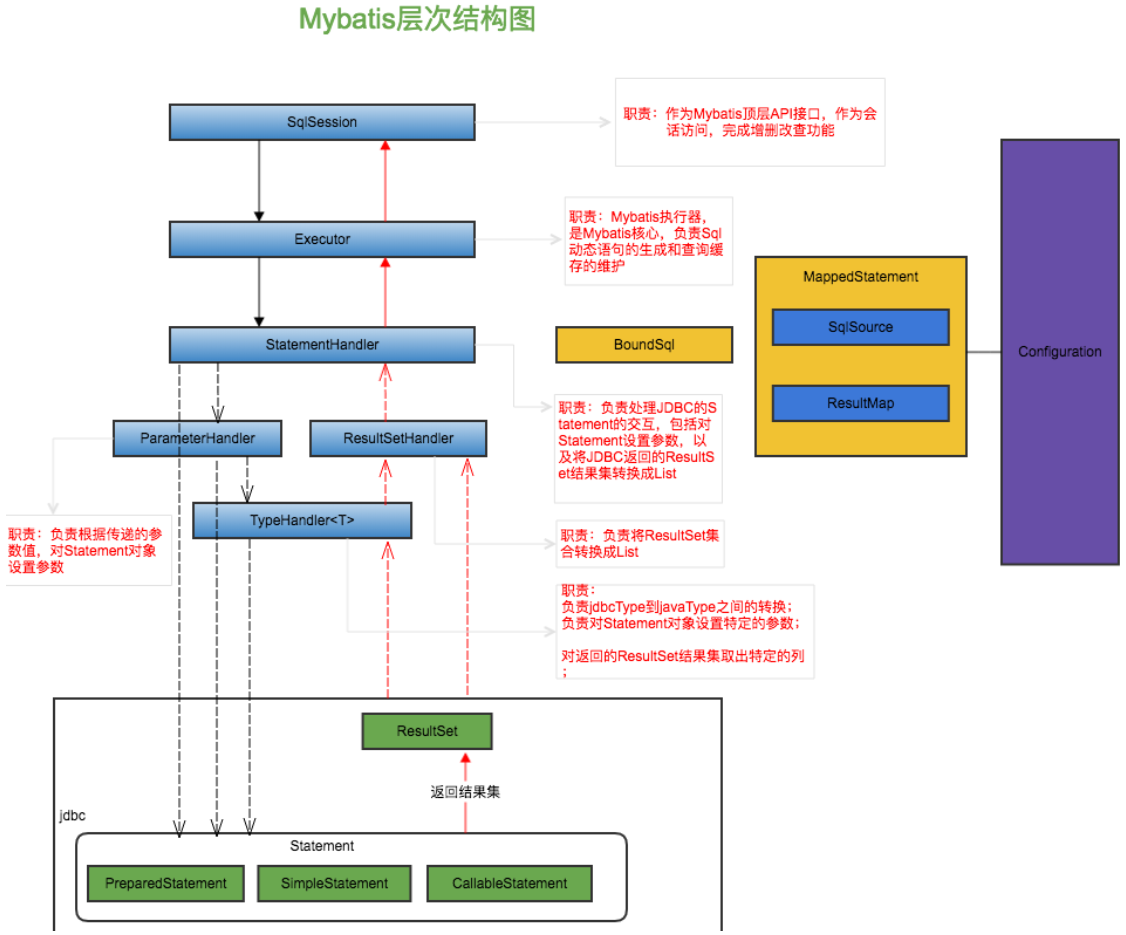 Mybatis层次结构图
SqlSession
职责：作为Mybatis顶层API接口，作为会
话访问，完成增删改查功能
Executor
职责：Mybatis执行器，
是Mybatis核心，负责Sql
动态语句的生成和查询缓
存的维护
MappedStatement
SqlSource
ResultMap
Configuration
StatementHandler
BoundSql
职责：负责处理JDBC的S
tatement的交互，包括对
Statement设置参数，以
及将JDBC返回的ResultS
et结果集转换成List
ParameterHandler
ResultSetHandler
TypeHandler<T>
职责：负责根据传递的参
数值，对Statement对象
设置参数
职责：负责将ResultSet集
合转换成List
职责：
负责jdbcType到javaType之间的转换；
负责对Statement对象设置特定的参数；
对返回的ResultSet结果集取出特定的列
；
ResultSet
返回结果集
jdbc
Statement
PreparedStatement
SimpleStatement
CallableStatement